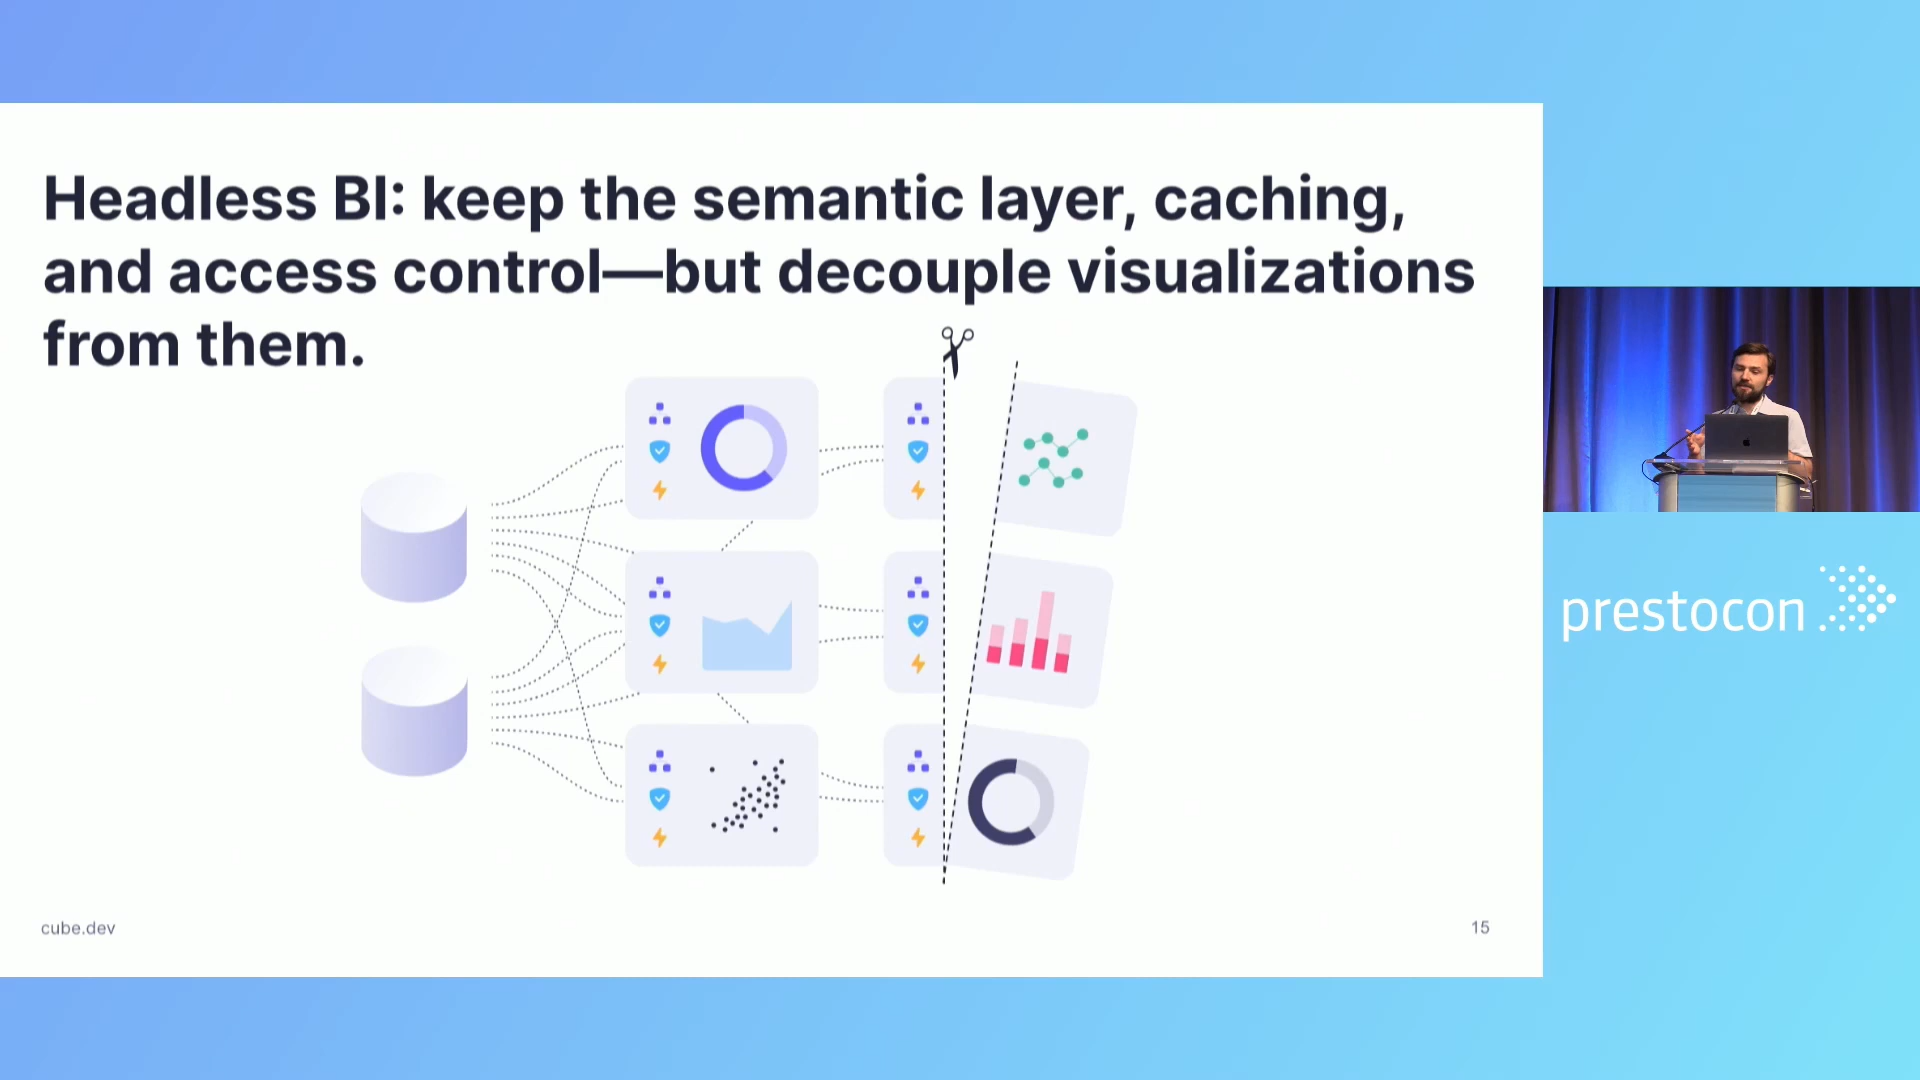 Headless BI: keep the semantic layer, caching,
and access control—but decouple visualizations
from them.
cube.dev
15
prestocon